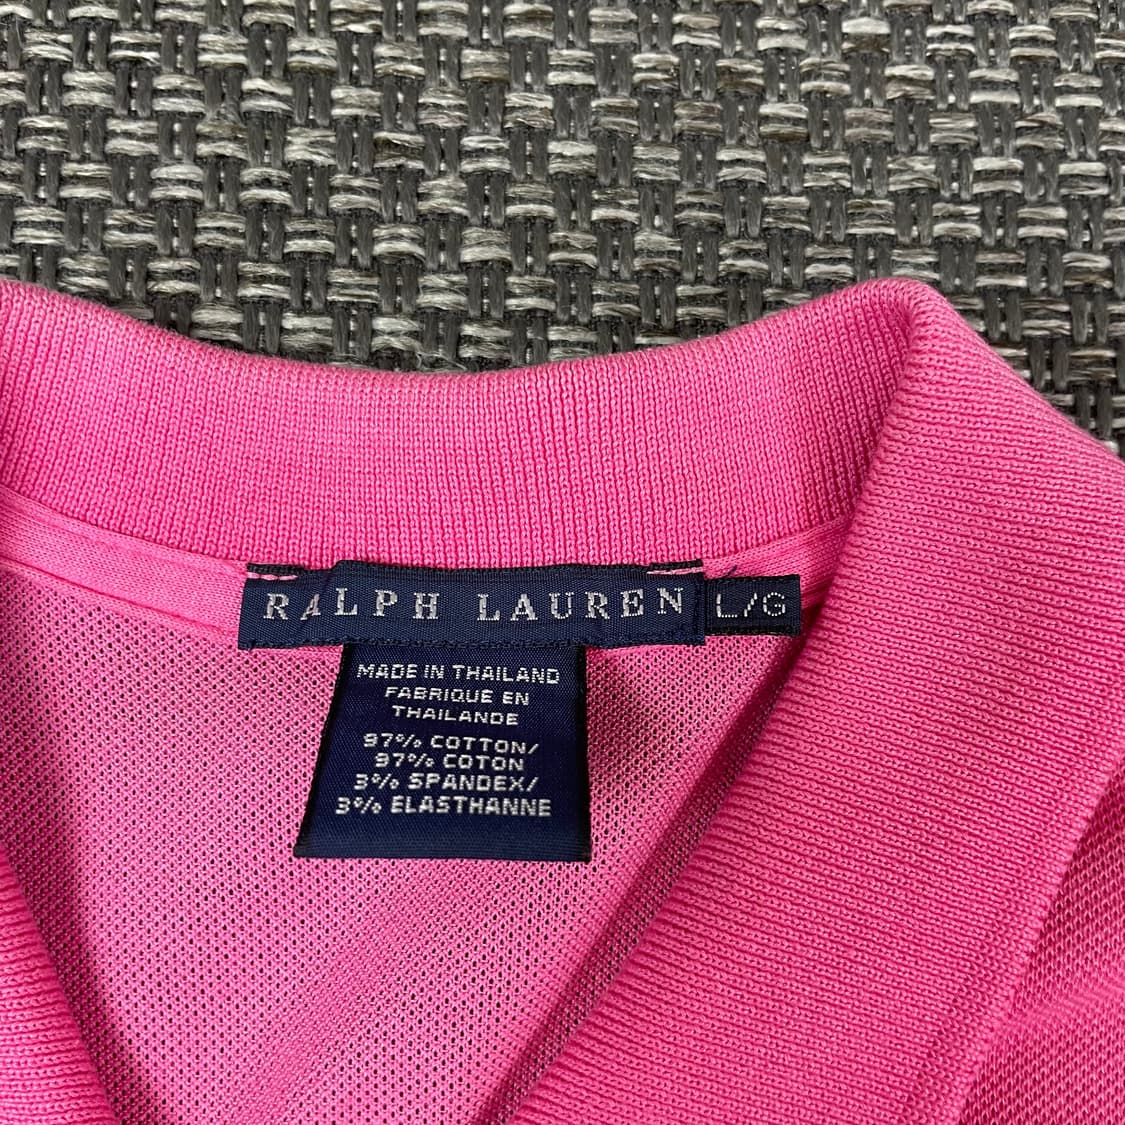 RALPH LAUREN L/G
MADE IN THAILAND
FABRIQUE EN
THAILANDE
97% COTTON/
97% COTON
3% SPANDEX/
3% ELASTHANNE